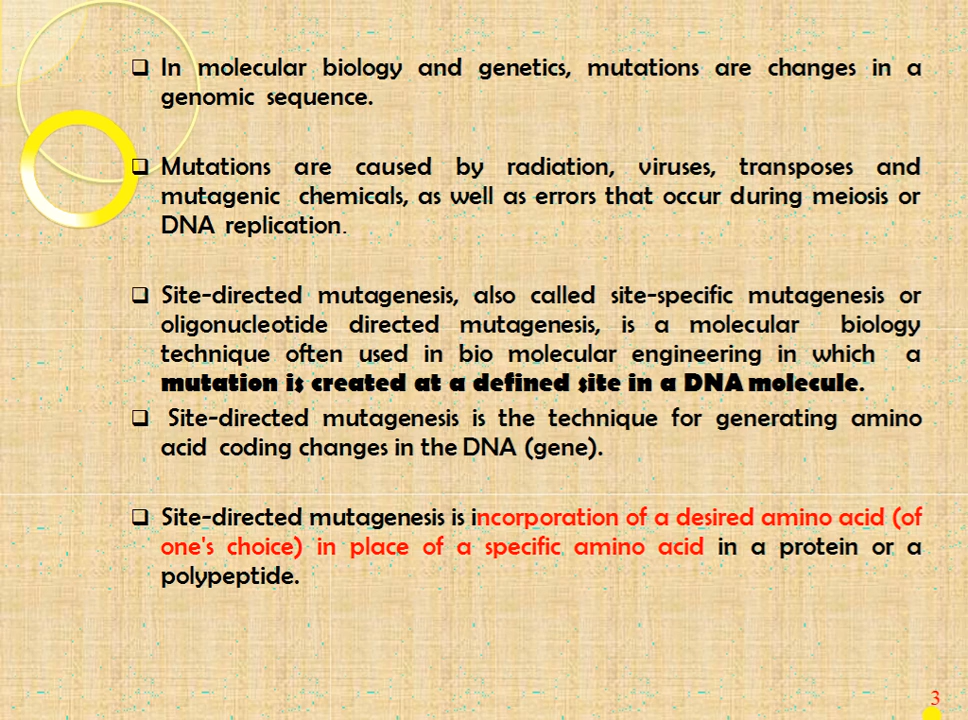 ❑ In molecular biology and genetics, mutations are changes in a
genomic sequence.
❑ Mutations are caused by radiation, viruses, transposes and
mutagenic chemicals, as well as errors that occur during meiosis or
DNA replication.
❑ Site-directed mutagenesis, also called site-specific mutagenesis or
oligonucleotide directed mutagenesis, is a molecular biology
technique often used in bio molecular engineering in which a
mutation is created at a defined site in a DNA molecule.
❑ Site-directed mutagenesis is the technique for generating amino
acid coding changes in the DNA (gene).
❑ Site-directed mutagenesis is incorporation of a desired amino acid (of
one's choice) in place of a specific amino acid in a protein or a
polypeptide.
3